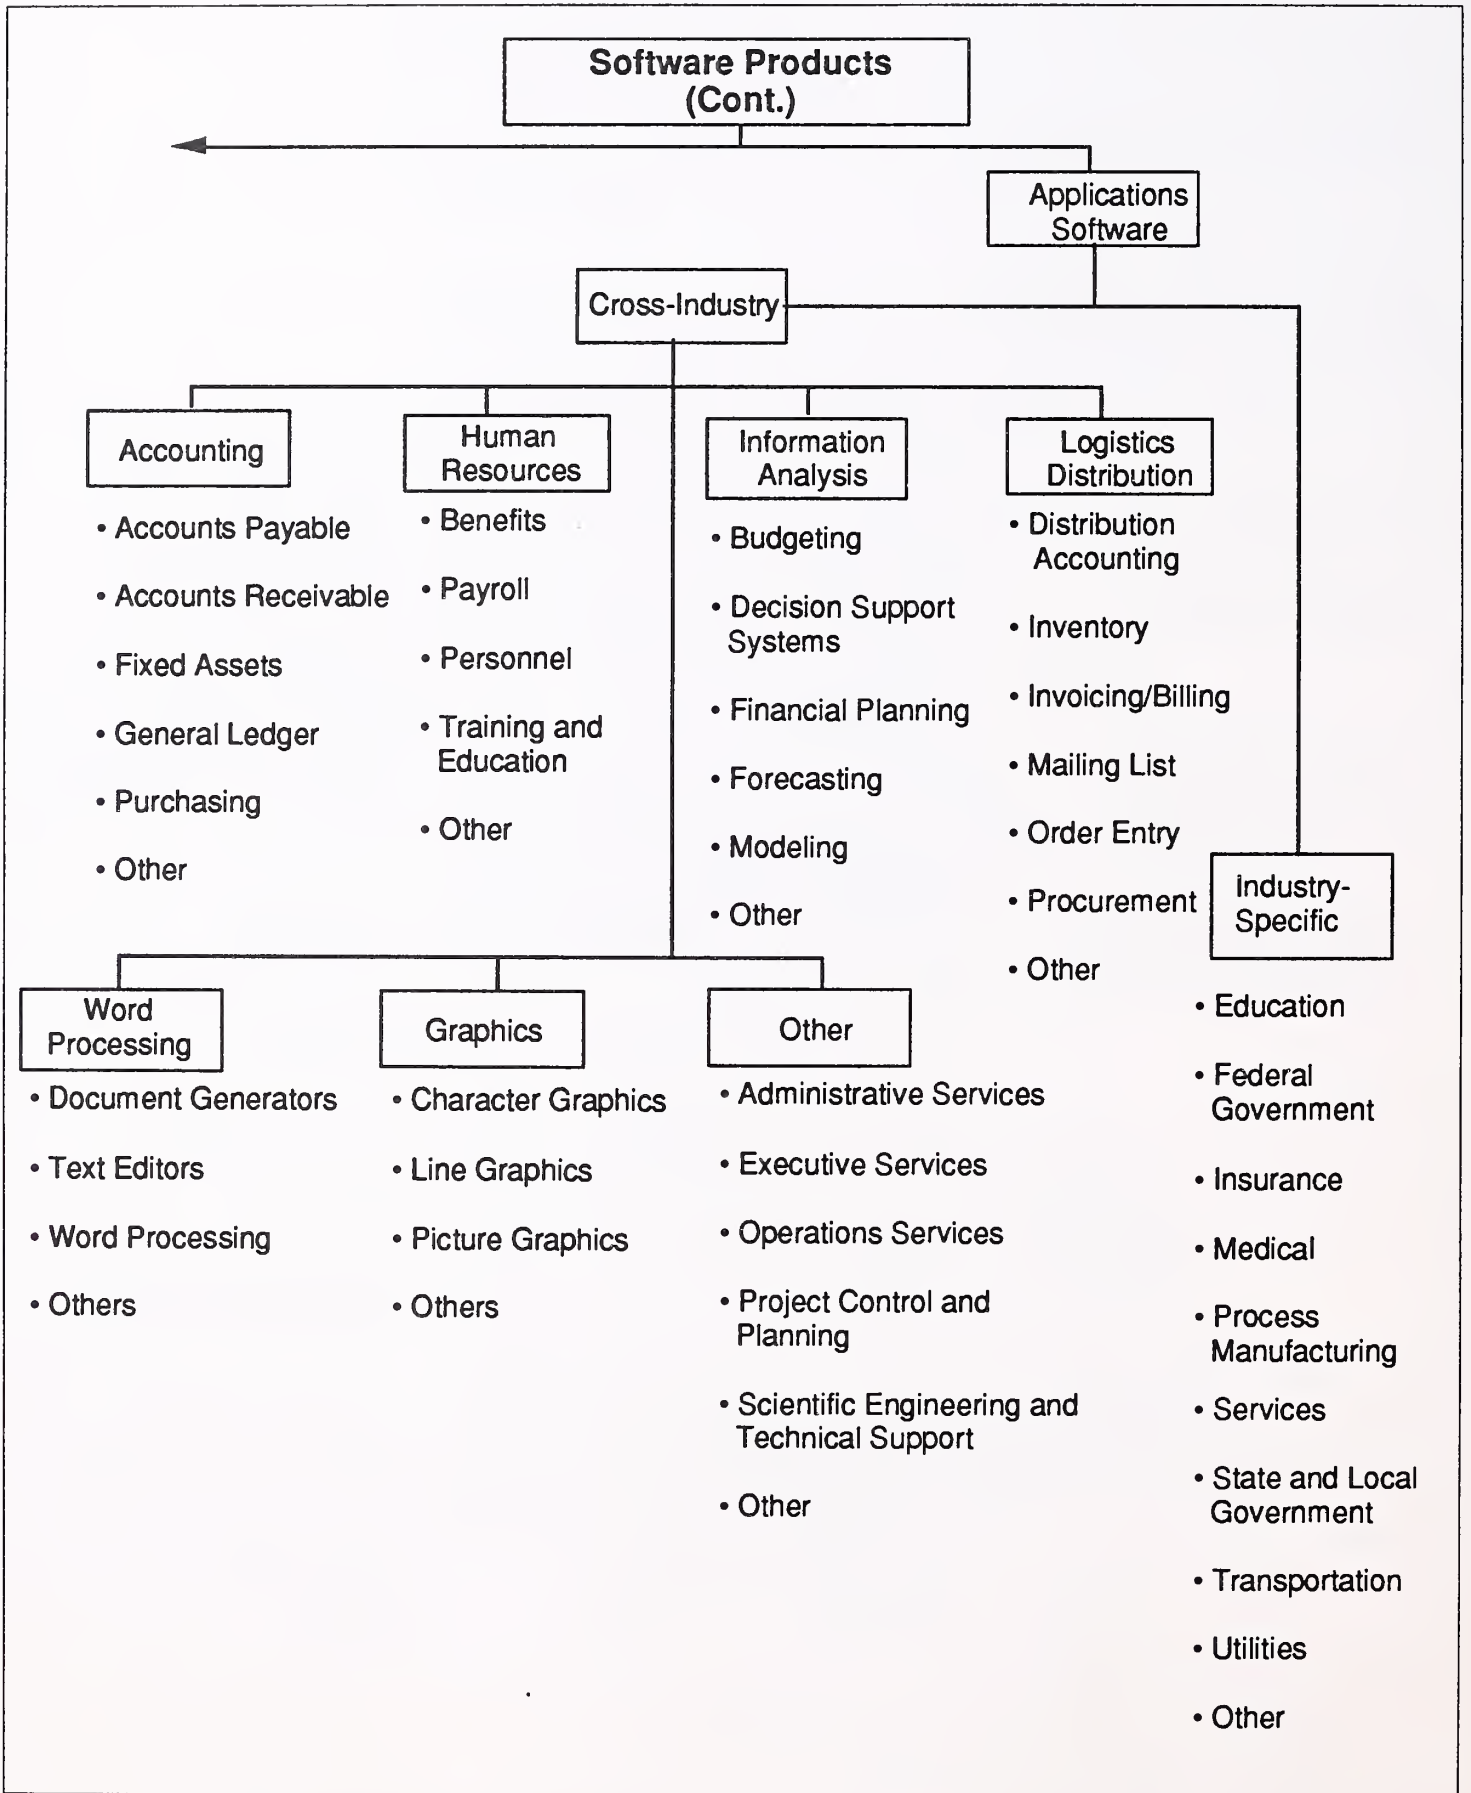 Software Products
(Cont.)
Applications
Software
Cross-Industry
Accounting
• Accounts Payable
• Accounts Receivable
• Fixed Assets
• General Ledger
• Purchasing
• Other
Human
Resources
• Benefits
• Payroll
• Personnel
• Training and
Education
• Other
Information
Analysis
• Budgeting
• Decision Support
Systems
• Financial Planning
• Forecasting
• Modeling
• Other
Logistics
Distribution
• Distribution
Accounting
• Inventory
• Invoicing/Billing
• Mailing List
• Order Entry
• Procurement
• Other
Word
Processing
• Document Generators
• Text Editors
• Word Processing
• Others
Graphics
• Character Graphics
• Line Graphics
• Picture Graphics
• Others
Other
• Administrative Services
• Executive Services
• Operations Services
• Project Control and
Planning
• Scientific Engineering and
Technical Support
• Other
Industry-
Specific
• Education
• Federal
Government
• Insurance
• Medical
• Process
Manufacturing
• Services
• State and Local
Government
• Transportation
• Utilities
• Other